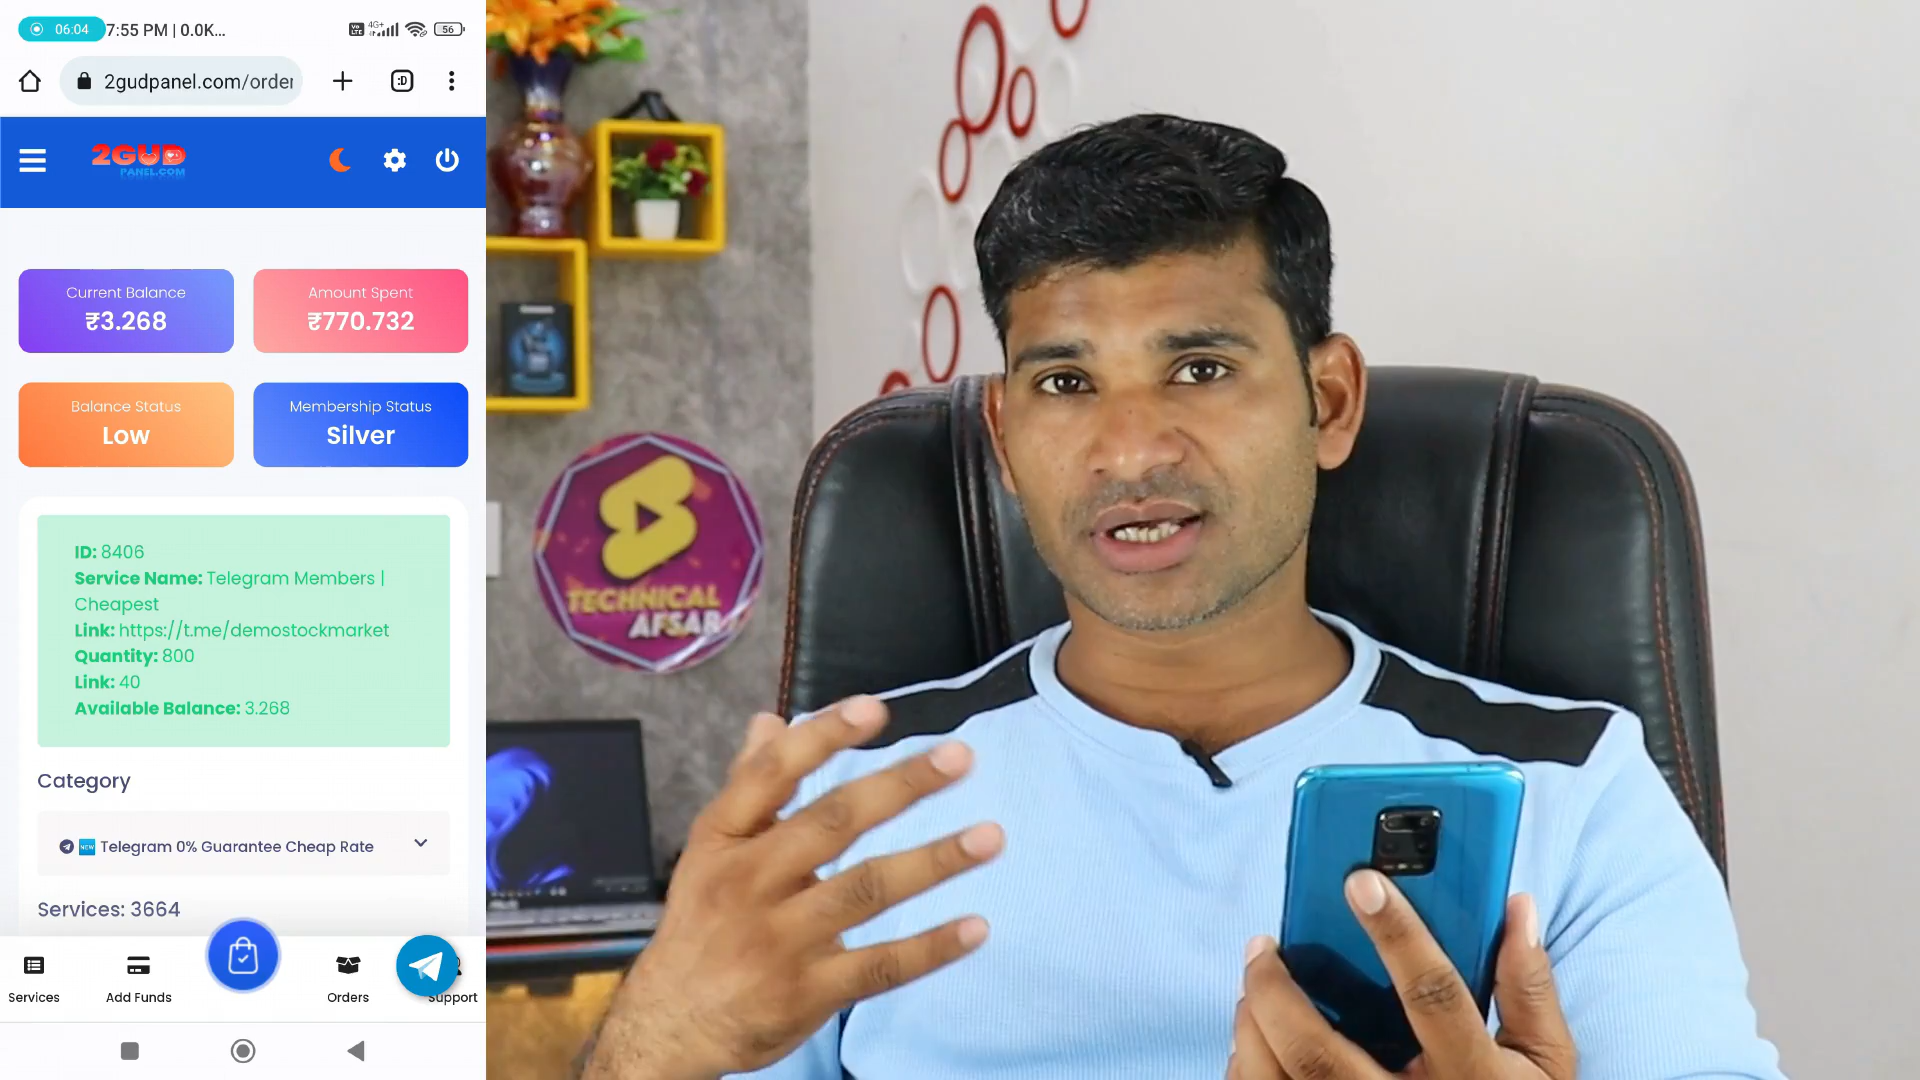 06:04 7:55 PM | 0.0K...
4G+
56
2gudpanel.com/order
:D
2GUD
PANEL.COM
Current Balance
₹3.268
Amount Spent
₹770.732
Balance Status
Low
Membership Status
Silver
ID: 8406
Service Name: Telegram Members |
Cheapest
Link: https://t.me/demostockmarket
Quantity: 800
Link: 40
Available Balance: 3.268
Category
NEW Telegram 0% Guarantee Cheap Rate
Services: 3664
Services
Add Funds
Orders
Support
TECHNICAL
AFSAR